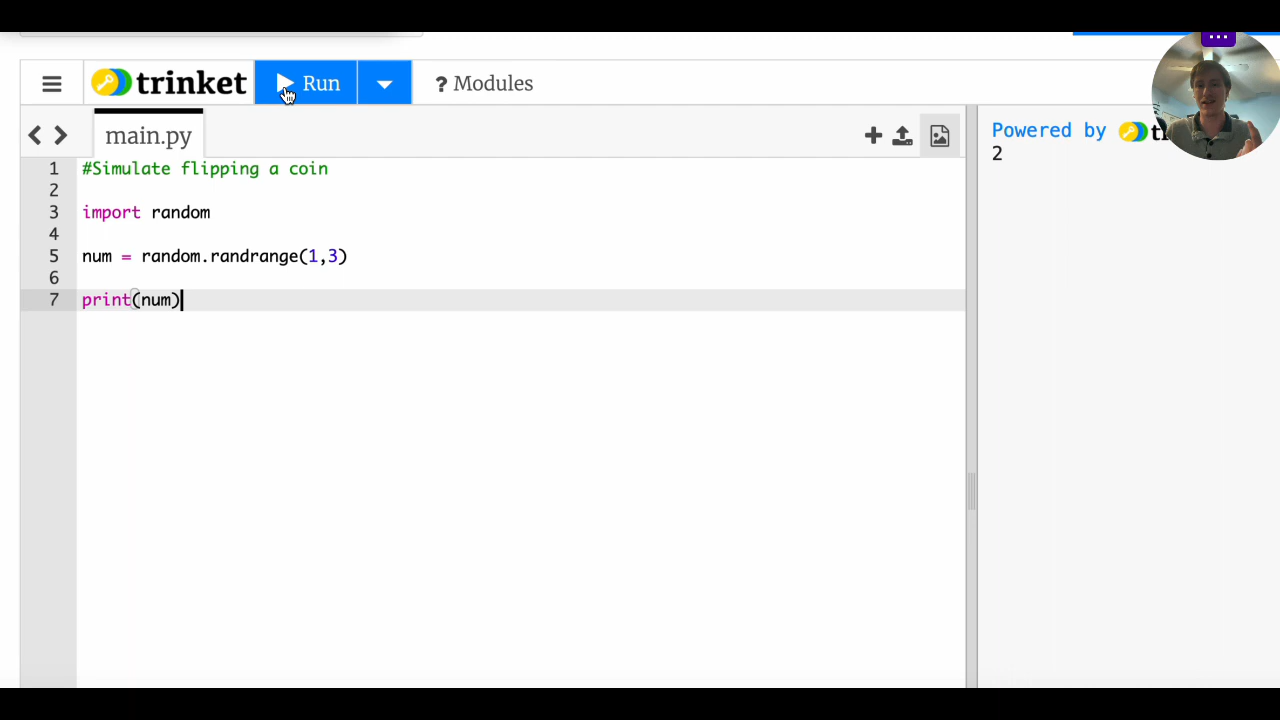 trinket Run ? Modules
main.py
1 #Simulate flipping a coin
2
3 import random
4
5 num = random.randrange(1,3)
6
7 print(num)
Powered by
2